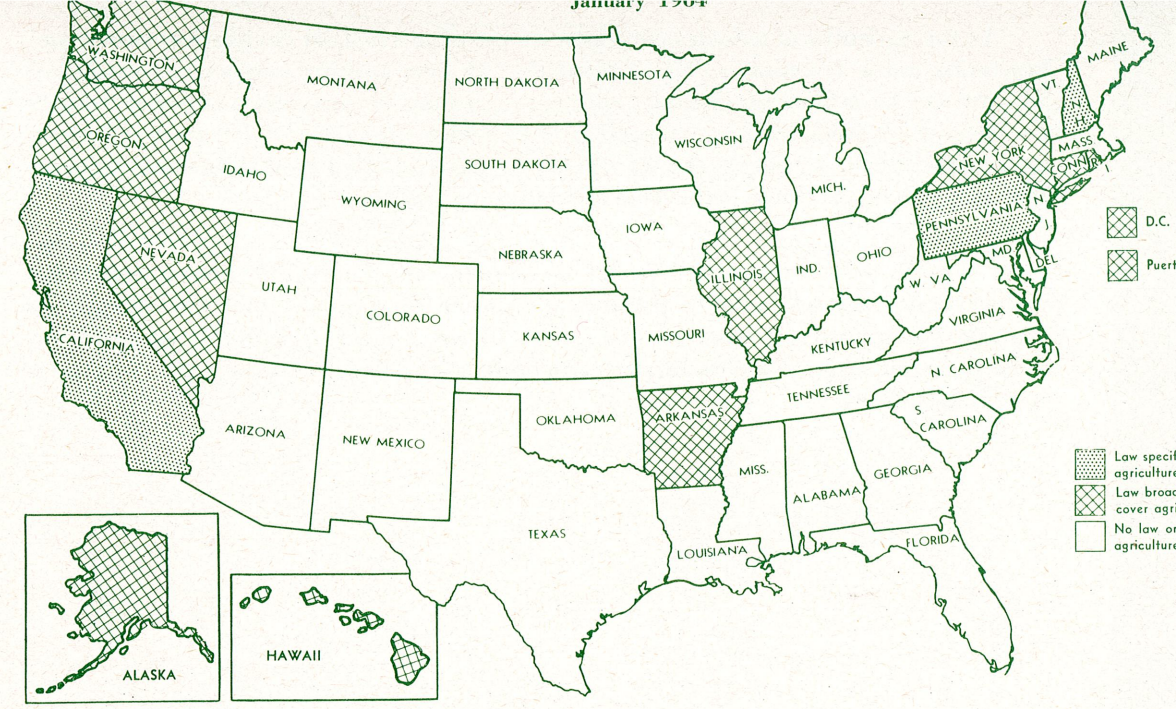 January 1964
WASHINGTON
MONTANA
NORTH DAKOTA
MINNESOTA
MAINE
VT.
N
H
OREGON
IDAHO
WYOMING
SOUTH DAKOTA
WISCONSIN
MICH.
NEW YORK
MASS
CONN
R
I
NEVADA
UTAH
COLORADO
NEBRASKA
IOWA
ILLINOIS
IND.
OHIO
PENNSYLVANIA
N
J
MD
DEL
W VA
VIRGINIA
D.C.
Puert
CALIFORNIA
KANSAS
MISSOURI
KENTUCKY
ARIZONA
NEW MEXICO
OKLAHOMA
ARKANSAS
TENNESSEE
N. CAROLINA
S
CAROLINA
TEXAS
LOUISIANA
MISS.
ALABAMA
GEORGIA
FLORIDA
Law specif
agriculture
Law broad
cover agri
No law or
agriculture
ALASKA
HAWAII